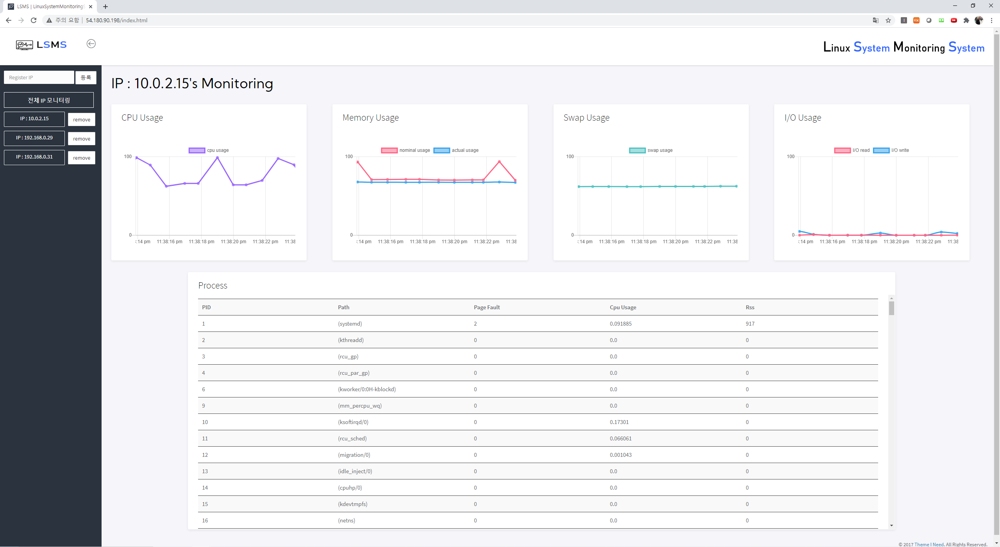 LSMS | LinuxSystemMonitoringS
주의 요함 | 54.180.90.198/index.html
LSMS
Linux System Monitoring System
Register IP 등록
전체 IP 모니터링
IP : 10.0.2.15 remove
IP : 192.168.0.29 remove
IP : 192.168.0.31 remove
IP : 10.0.2.15's Monitoring
CPU Usage
cpu usage
100
0
:14 pm 11:38:16 pm 11:38:18 pm 11:38:20 pm 11:38:22 pm 11:38
Memory Usage
nominal usage actual usage
100
0
:14 pm 11:38:16 pm 11:38:18 pm 11:38:20 pm 11:38:22 pm 11:38
Swap Usage
swap usage
100
0
:14 pm 11:38:16 pm 11:38:18 pm 11:38:20 pm 11:38:22 pm 11:38
I/O Usage
I/O read I/O write
100
0
:14 pm 11:38:16 pm 11:38:18 pm 11:38:20 pm 11:38:22 pm 11:38
Process
PID Path Page Fault Cpu Usage Rss
1 (systemd) 2 0.091885 917
2 (kthreadd) 0 0.0 0
3 (rcu_gp) 0 0.0 0
4 (rcu_par_gp) 0 0.0 0
6 (kworker/0:0H-kblockd) 0 0.0 0
9 (mm_percpu_wq) 0 0.0 0
10 (ksoftirqd/0) 0 0.17301 0
11 (rcu_sched) 0 0.066061 0
12 (migration/0) 0 0.001043 0
13 (idle_inject/0) 0 0.0 0
14 (cpuhp/0) 0 0.0 0
15 (kdevtmpfs) 0 0.0 0
16 (netns) 0 0.0 0
© 2017 Theme I Need. All Rights Reserved.